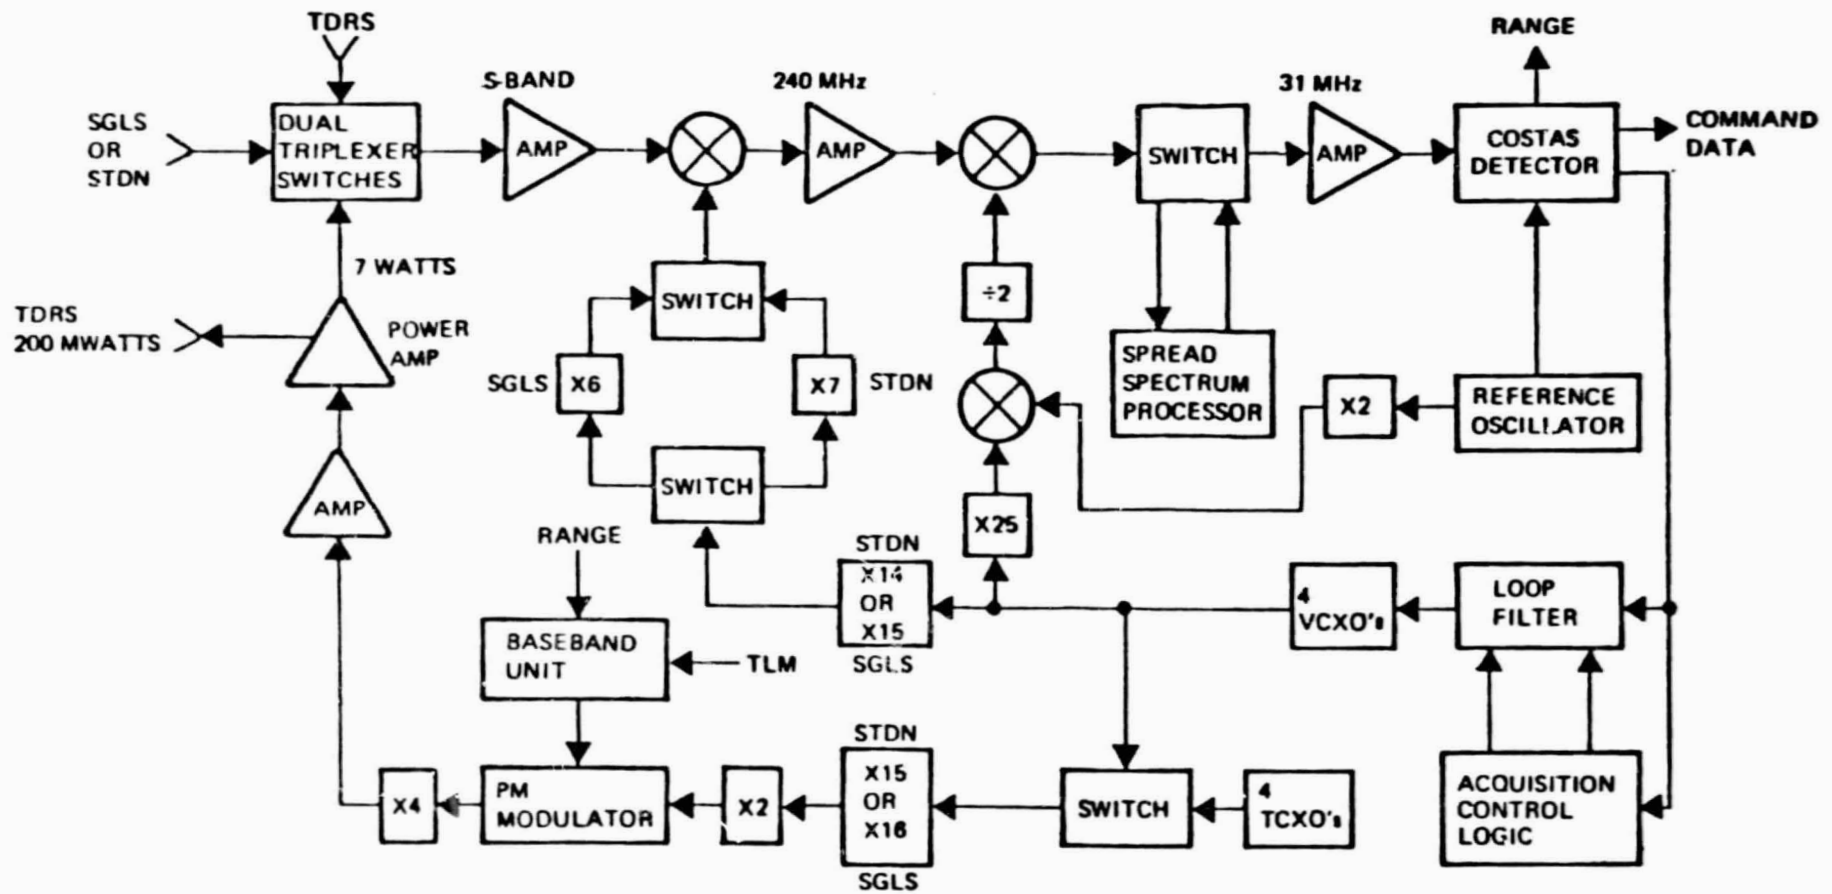 TDRS
RANGE
S-BAND
240 MHz
31 MHz
SGLS
OR
STDN
DUAL
TRIPLEXER
SWITCHES
AMP
AMP
SWITCH
AMP
COSTAS
DETECTOR
COMMAND
DATA
7 WATTS
TDRS
200 MWATTS
POWER
AMP
SWITCH
÷2
SGLS
X6
X7
STDN
SPREAD
SPECTRUM
PROCESSOR
X2
REFERENCE
OSCILLATOR
SWITCH
AMP
X25
RANGE
STDN
X14
OR
X15
SGLS
4
VCXO's
LOOP
FILTER
BASEBAND
UNIT
TLM
STDN
X15
OR
X16
SGLS
X4
PM
MODULATOR
X2
SWITCH
4
TCXO's
ACQUISITION
CONTROL
LOGIC